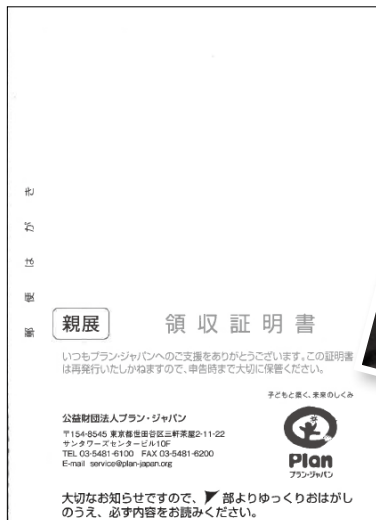 郵便はがき
親展
領収証明書
いつもプラン・ジャパンへのご支援をありがとうございます。この証明書
は再発行いたしかねますので、申告時まで大切に保管ください。
子どもと築く、未来のしくみ
公益財団法人プラン・ジャパン
〒154-8545 東京都世田谷区三軒茶屋2-11-22
サンタワーズセンタービル10F
TEL 03-5481-6100 FAX 03-5481-6200
E-mail service@plan-japan.org
Plan
プラン・ジャパン
大切なお知らせですので、▼部よりゆっくりおはがし
のうえ、必ず内容をお読みください。